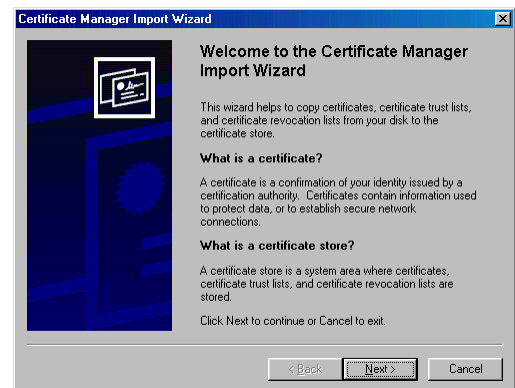 Certificate Manager Import Wizard
Welcome to the Certificate Manager
Import Wizard
This wizard helps to copy certificates, certificate trust lists,
and certificate revocation lists from your disk to the
certificate store.
What is a certificate?
A certificate is a confirmation of your identity issued by a
certification authority. Certificates contain information used
to protect data, or to establish secure network
connections.
What is a certificate store?
A certificate store is a system area where certificates,
certificate trust lists, and certificate revocation lists are
stored.
Click Next to continue or Cancel to exit.
< Back Next > Cancel